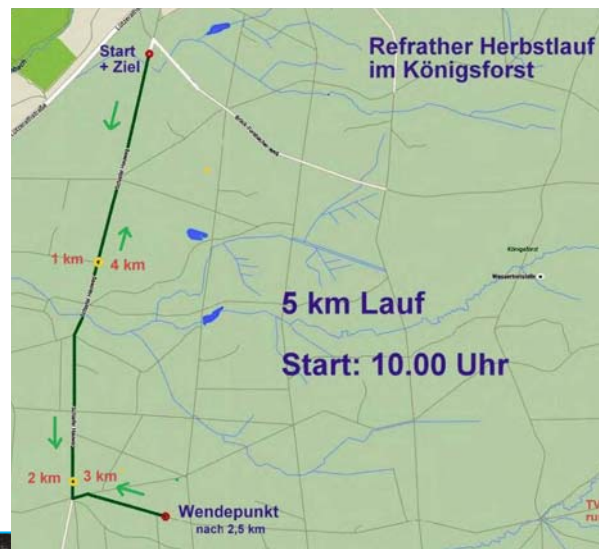 Start
+ Ziel
Refrather Herbstlauf
im Königsforst
1 km
4 km
5 km Lauf
Start: 10.00 Uhr
Königsforst
2 km
3 km
Wendepunkt
nach 2,5 km
TV